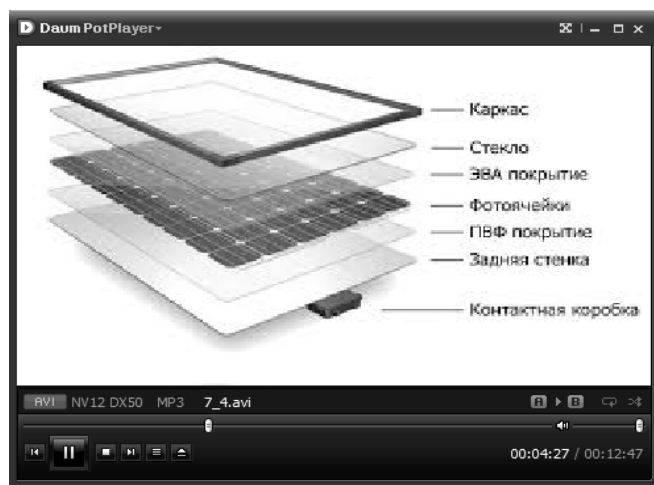 Daum PotPlayer
Каркас
Стекло
ЭВА покрытие
Фотоячейки
ПВФ покрытие
Задняя стенка
Контактная коробка
AVI NV12 DX50 MP3 7_4.avi A B
00:04:27 / 00:12:47